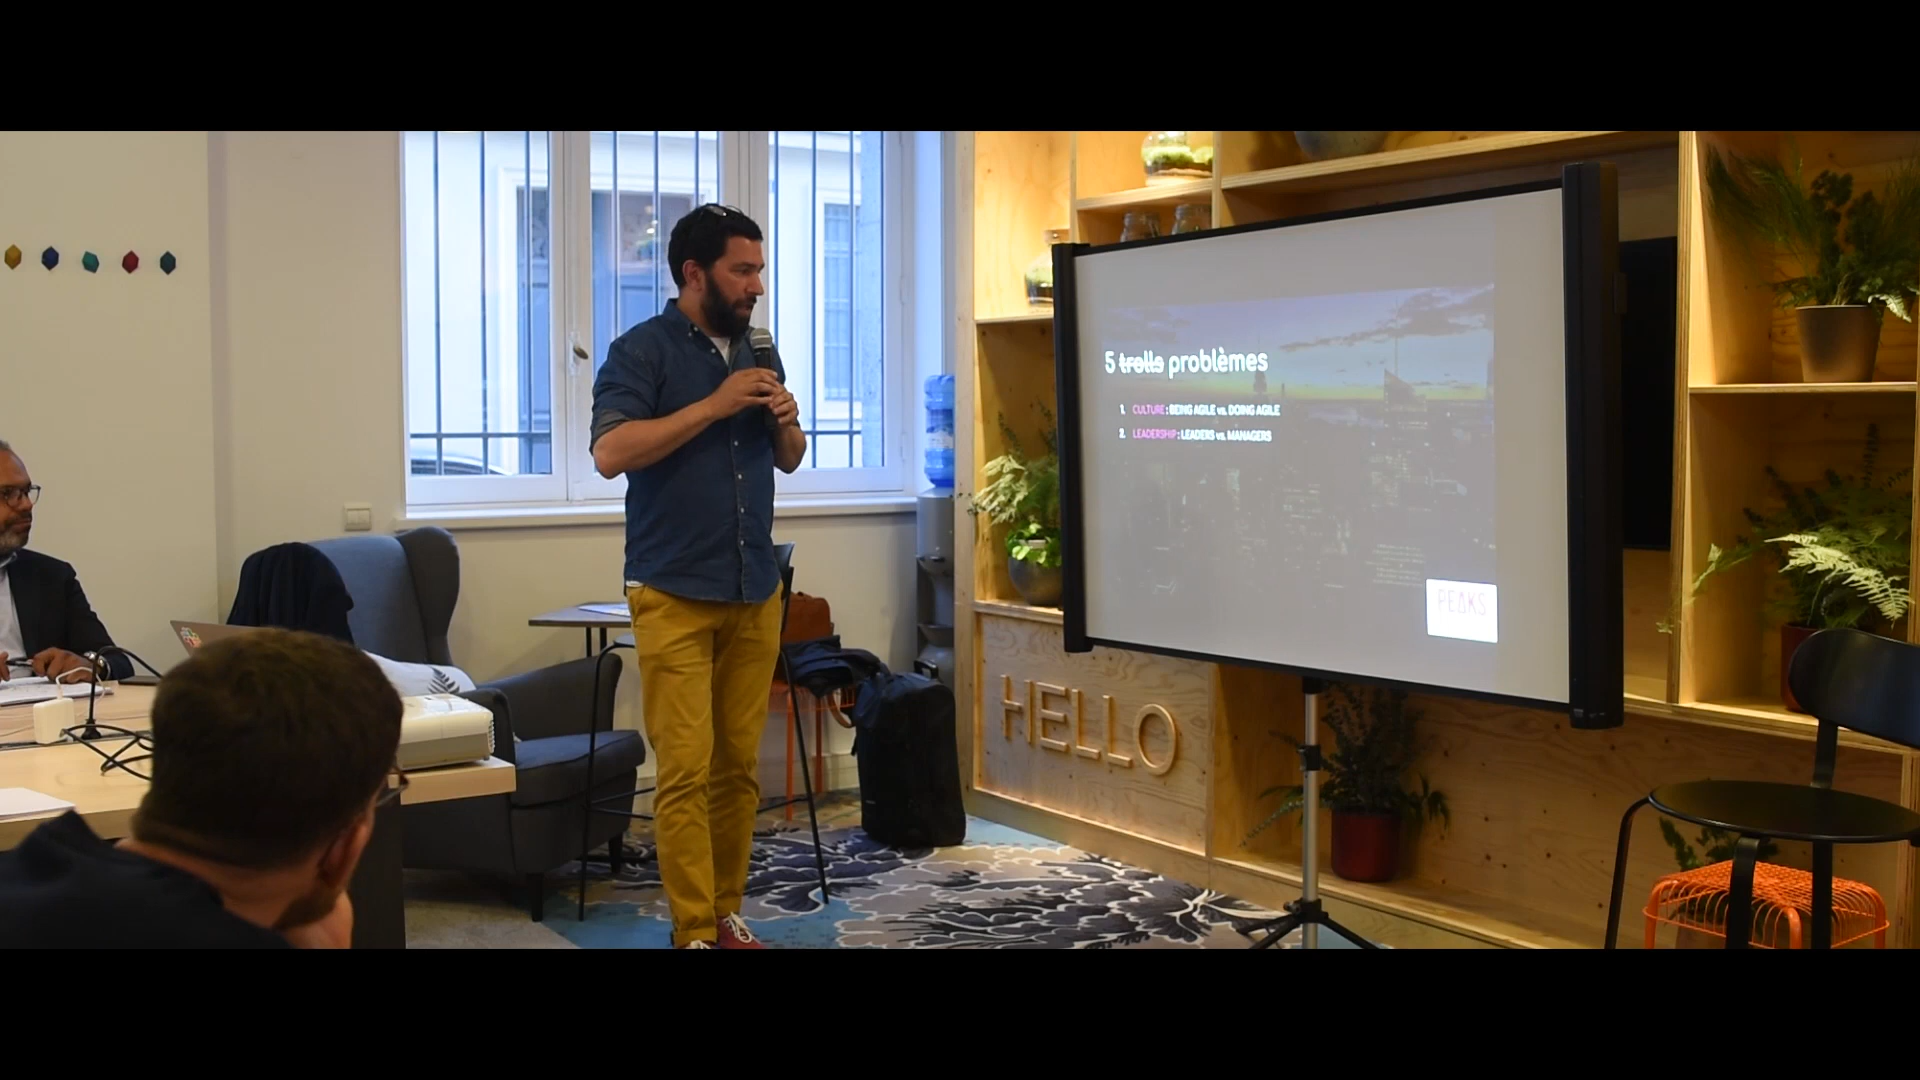 5 trolls problèmes
1. CULTURE : BEING AGILE vs. DOING AGILE
2. LEADERSHIP : LEADERS vs. MANAGERS
PEAKS
HELLO